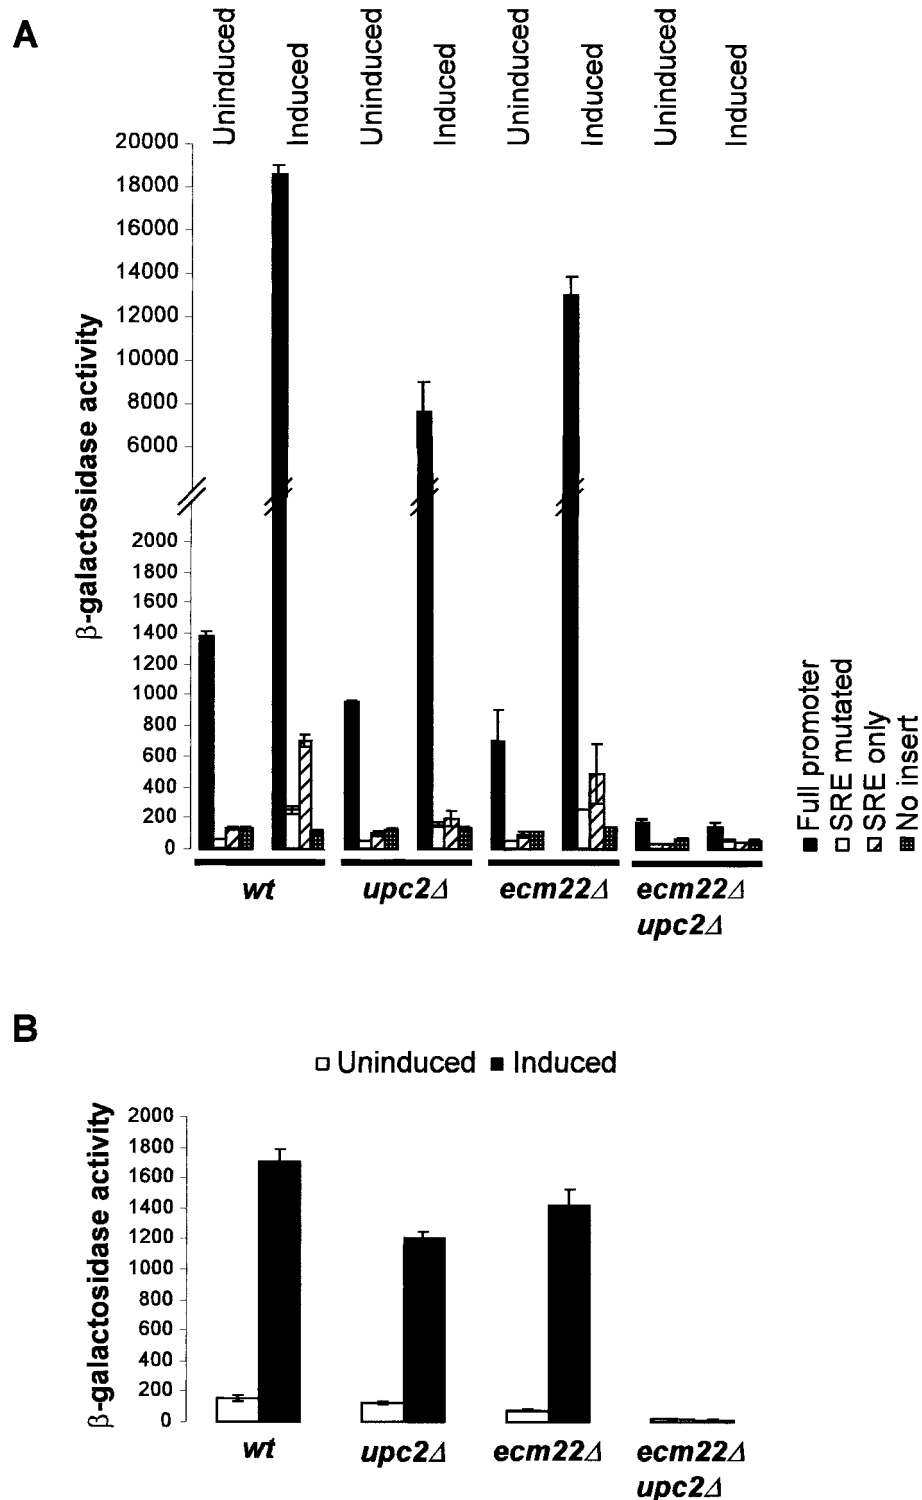 A
Uninduced
Induced
Uninduced
Induced
Uninduced
Induced
Uninduced
Induced
β-galactosidase activity
20000
18000
16000
14000
12000
10000
8000
6000
2000
1800
1600
1400
1200
1000
800
600
400
200
0
wt
upc2Δ
ecm22Δ
ecm22Δ
upc2Δ
Full promoter
SRE mutated
SRE only
No insert
B
Uninduced Induced
β-galactosidase activity
2000
1800
1600
1400
1200
1000
800
600
400
200
0
wt
upc2Δ
ecm22Δ
ecm22Δ
upc2Δ